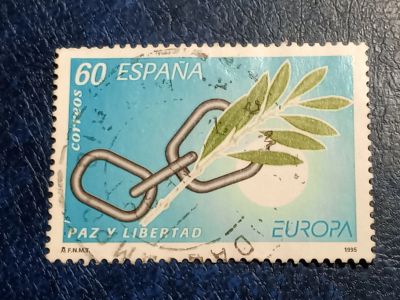 60 ESPAÑA
correos
PAZ Y LIBERTAD
EUROPA
F.N.M.T.
1995